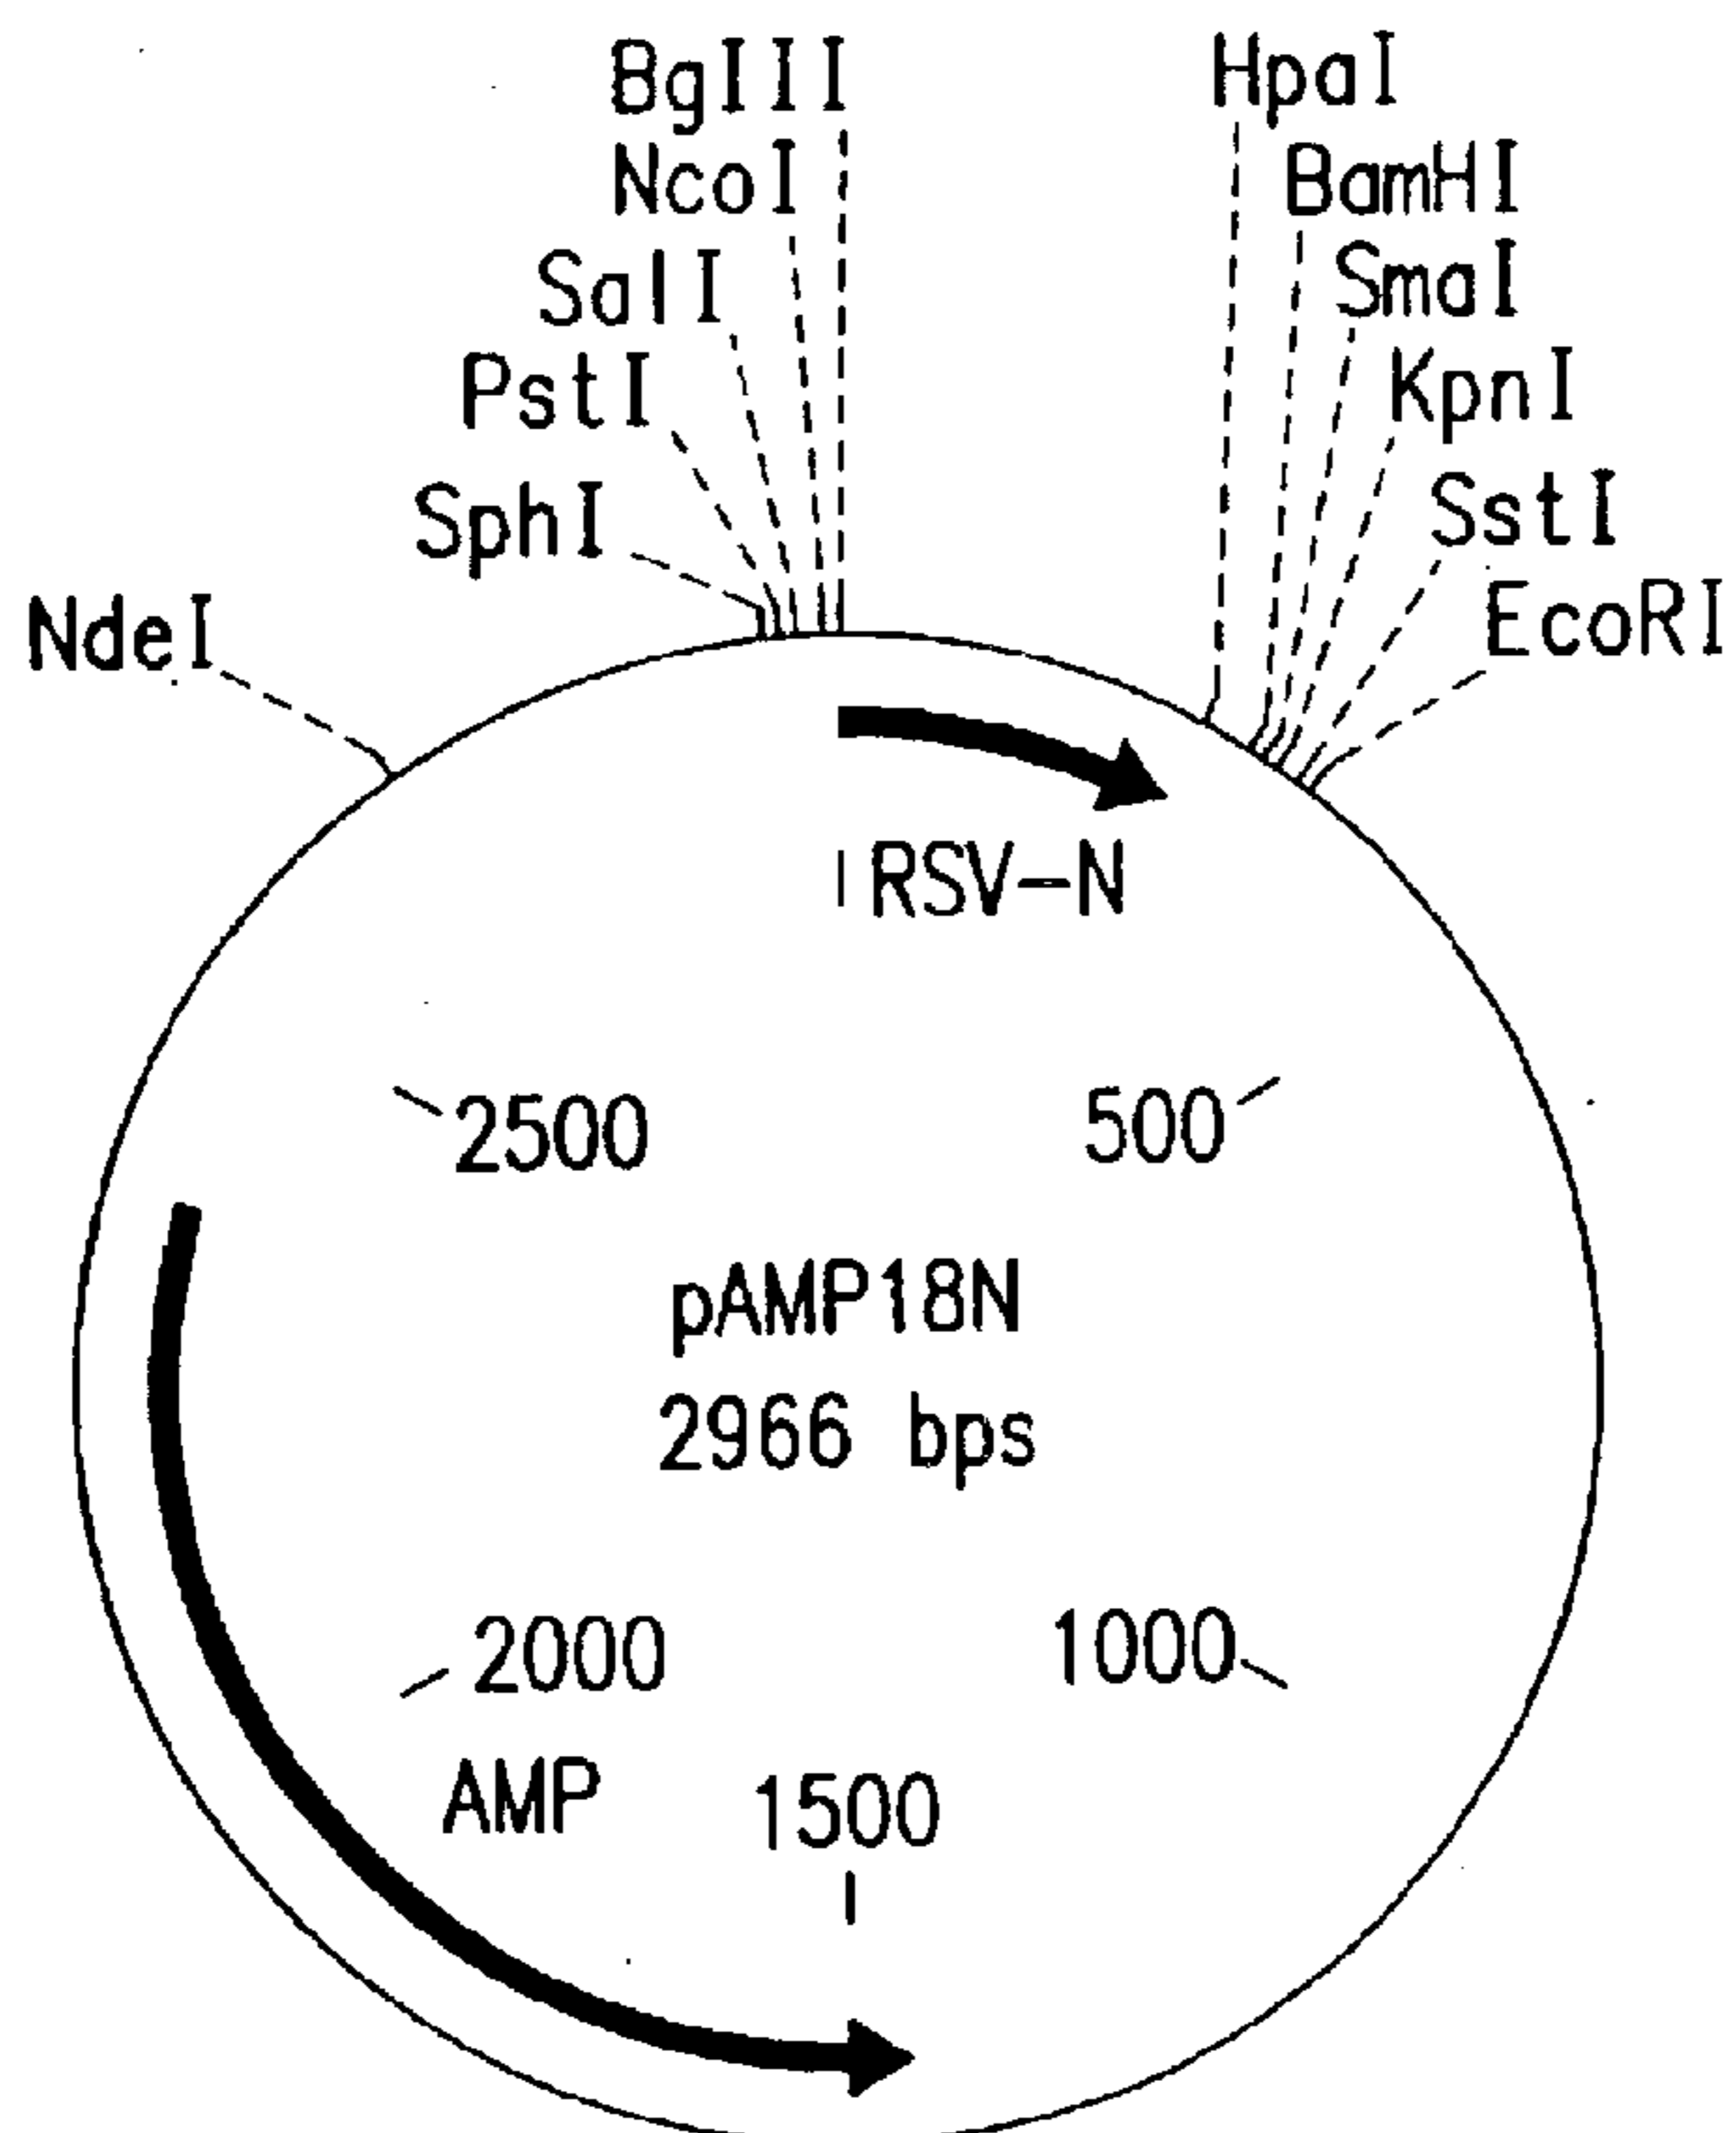 BglII
HpaI
NcoI
BamHI
SalI
SmaI
PstI
KpnI
SphI
SstI
NdeI
EcoRI
RSV-N
2500
500
pAMP18N
2966 bps
2000
1000
AMP
1500